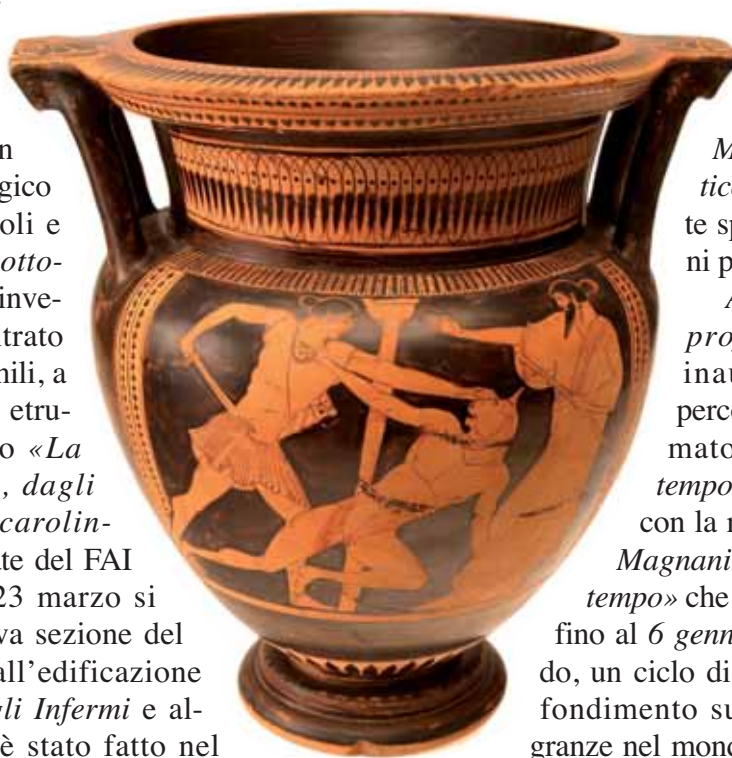 n
gico
oli e
otto-
inve-
trato
nili, a
etru-
o «La
, dagli
carolin-
te del FAI
23 marzo si
va sezione del
all'edificazione
gli Infermi e al-
è stato fatto nel
M
tico
te sp
ni p
A
prop
inau
perco
mato
tempo
con la
Magnani
tempo» che
fino al 6 genn
do, un ciclo di
fondimento su
granze nel mond